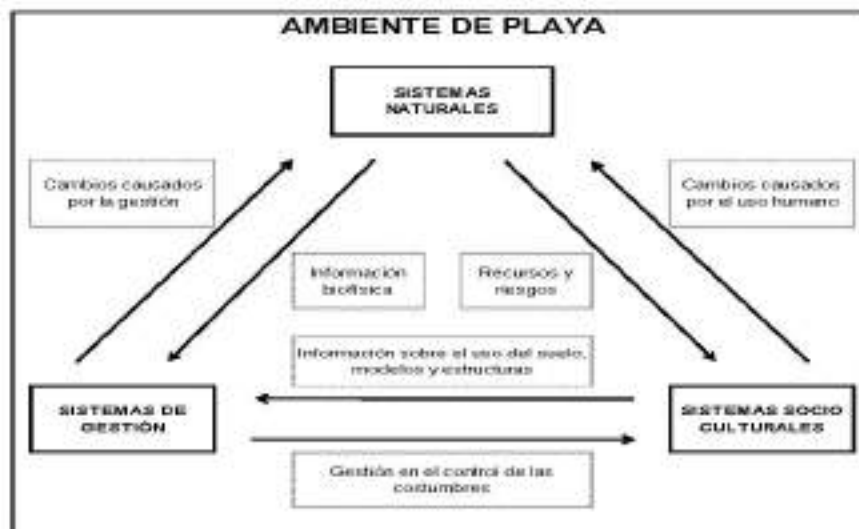 AMBIENTE DE PLAYA
SISTEMAS
NATURALES
Cambios causados
por la gestión
Cambios causados
por el uso humano
Información
biofísica
Recursos y
riesgos
Información sobre el uso del suelo,
modelos y estructuras
SISTEMAS DE
GESTIÓN
SISTEMAS SOCIO
CULTURALES
Gestión en el control de las
costumbres